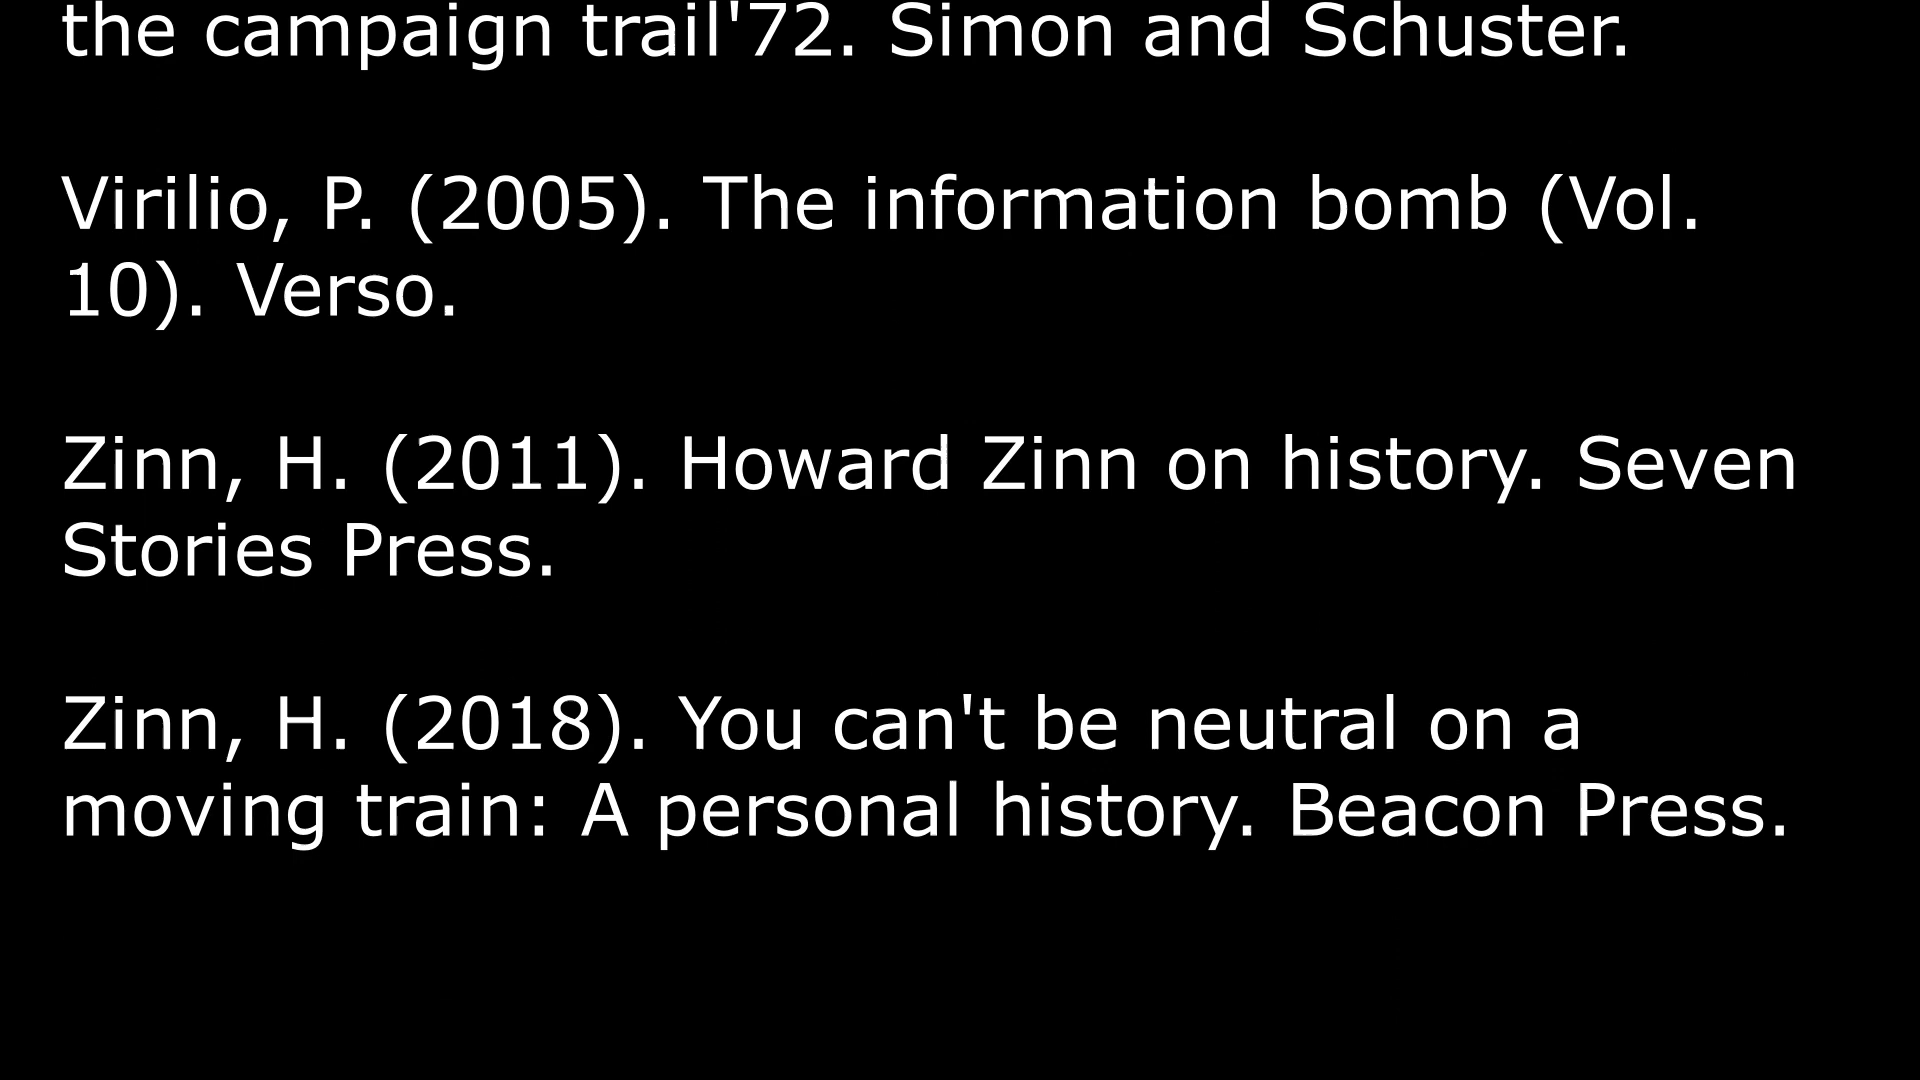 the campaign trail'72. Simon and Schuster.
Virilio, P. (2005). The information bomb (Vol.
10). Verso.
Zinn, H. (2011). Howard Zinn on history. Seven
Stories Press.
Zinn, H. (2018). You can't be neutral on a
moving train: A personal history. Beacon Press.